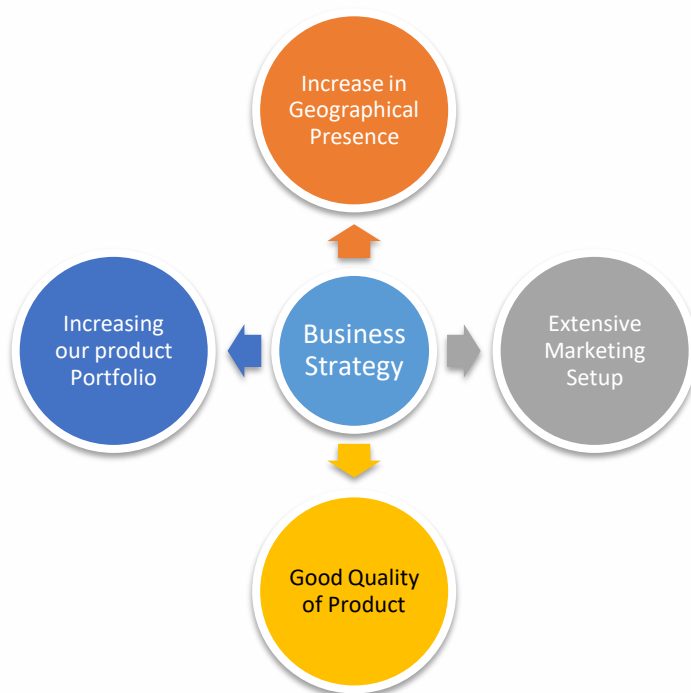 Increase in
Geographical
Presence
Increasing
our product
Portfolio
Business
Strategy
Extensive
Marketing
Setup
Good Quality
of Product